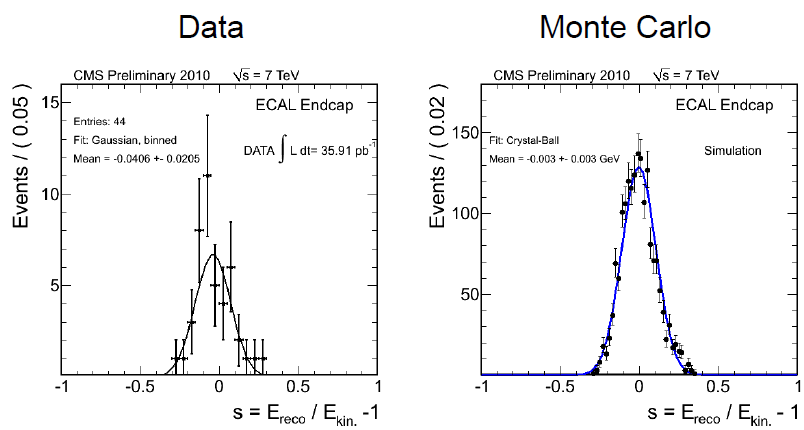 Data
CMS Preliminary 2010 √s = 7 TeV
ECAL Endcap
Entries: 44
Fit: Gaussian, binned
Mean = -0.0406 +- 0.0205
DATA ∫ L dt= 35.91 pb⁻¹
Events / ( 0.05 )
15
10
5
-1 -0.5 0 0.5 1
s = E_reco / E_kin. -1
Monte Carlo
CMS Preliminary 2010 √s = 7 TeV
ECAL Endcap
Fit: Crystal-Ball
Mean = -0.003 +- 0.003 GeV
Simulation
Events / ( 0.02 )
150
100
50
-1 -0.5 0 0.5 1
s = E_reco / E_kin. -1